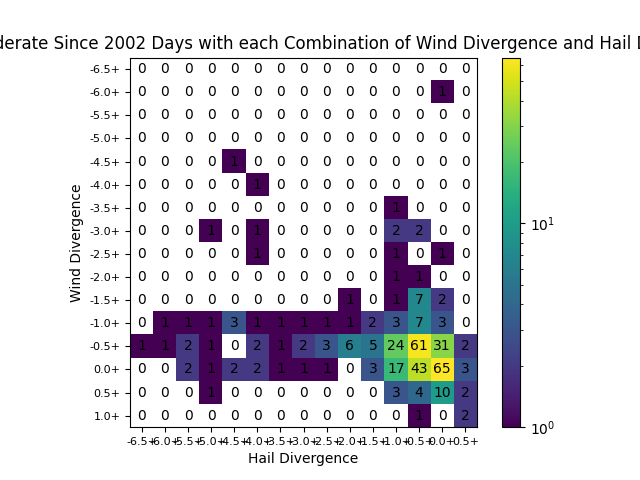 derate Since 2002 Days with each Combination of Wind Divergence and Hail D
-6.5+ 0 0 0 0 0 0 0 0 0 0 0 0 0 0 0
-6.0+ 0 0 0 0 0 0 0 0 0 0 0 0 0 1 0
-5.5+ 0 0 0 0 0 0 0 0 0 0 0 0 0 0 0
-5.0+ 0 0 0 0 0 0 0 0 0 0 0 0 0 0 0
-4.5+ 0 0 0 0 1 0 0 0 0 0 0 0 0 0 0
-4.0+ 0 0 0 0 0 1 0 0 0 0 0 0 0 0 0
-3.5+ 0 0 0 0 0 0 0 0 0 0 0 1 0 0 0
-3.0+ 0 0 0 1 0 1 0 0 0 0 0 2 2 0 0
-2.5+ 0 0 0 0 0 1 0 0 0 0 0 1 0 1 0
-2.0+ 0 0 0 0 0 0 0 0 0 0 0 1 1 0 0
-1.5+ 0 0 0 0 0 0 0 0 0 1 0 1 7 2 0
-1.0+ 0 1 1 1 3 1 1 1 1 1 2 3 7 3 0
-0.5+ 1 1 2 1 0 2 1 2 3 6 5 24 61 31 2
0.0+ 0 0 2 1 2 2 1 1 1 0 3 17 43 65 3
0.5+ 0 0 0 1 0 0 0 0 0 0 0 3 4 10 2
1.0+ 0 0 0 0 0 0 0 0 0 0 0 0 1 0 2
-6.5+ -6.0+ -5.5+ -5.0+ -4.5+ -4.0+ -3.5+ -3.0+ -2.5+ -2.0+ -1.5+ -1.0+ -0.5+ 0.0+ 0.5+
Hail Divergence
Wind Divergence
10¹
10⁰